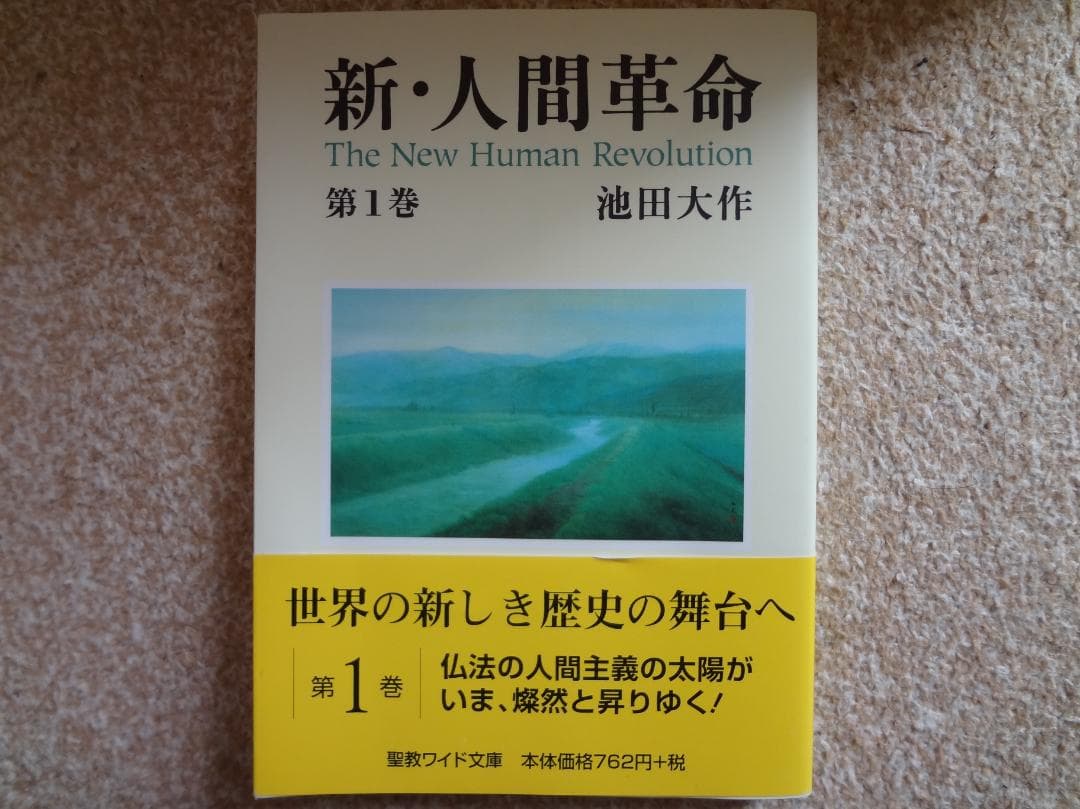 新・人間革命
The New Human Revolution
第1巻 池田大作
世界の新しき歴史の舞台へ
第1巻
仏法の人間主義の太陽が
いま、燦然と昇りゆく!
聖教ワイド文庫 本体価格762円+税